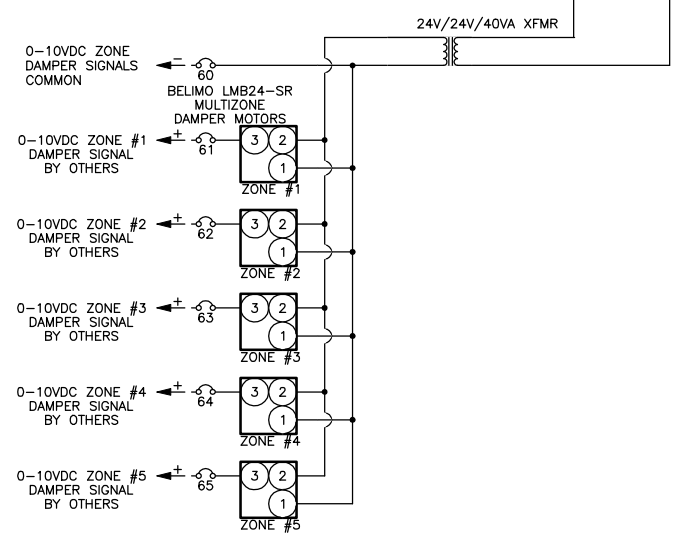 24V/24V/40VA XFMR
0-10VDC ZONE
DAMPER SIGNALS
COMMON
-
60
BELIMO LMB24-SR
MULTIZONE
DAMPER MOTORS
0-10VDC ZONE #1
DAMPER SIGNAL
BY OTHERS
+
61
3 2
1
ZONE #1
0-10VDC ZONE #2
DAMPER SIGNAL
BY OTHERS
+
62
3 2
1
ZONE #2
0-10VDC ZONE #3
DAMPER SIGNAL
BY OTHERS
+
63
3 2
1
ZONE #3
0-10VDC ZONE #4
DAMPER SIGNAL
BY OTHERS
+
64
3 2
1
ZONE #4
0-10VDC ZONE #5
DAMPER SIGNAL
BY OTHERS
+
65
3 2
1
ZONE #5